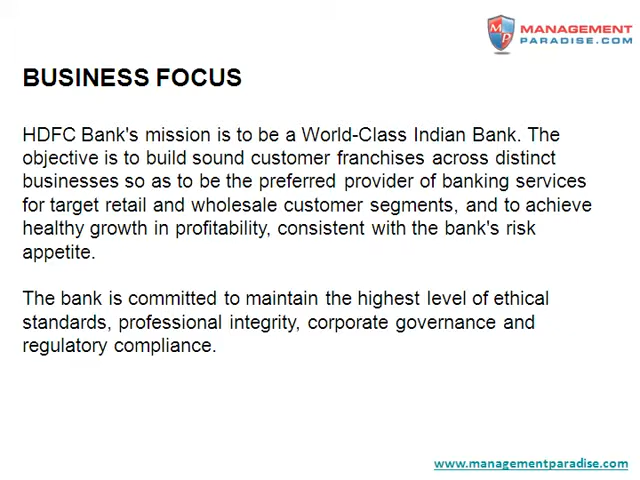 MP
MANAGEMENT
PARADISE.COM
BUSINESS FOCUS
HDFC Bank's mission is to be a World-Class Indian Bank. The
objective is to build sound customer franchises across distinct
businesses so as to be the preferred provider of banking services
for target retail and wholesale customer segments, and to achieve
healthy growth in profitability, consistent with the bank's risk
appetite.
The bank is committed to maintain the highest level of ethical
standards, professional integrity, corporate governance and
regulatory compliance.
www.managementparadise.com